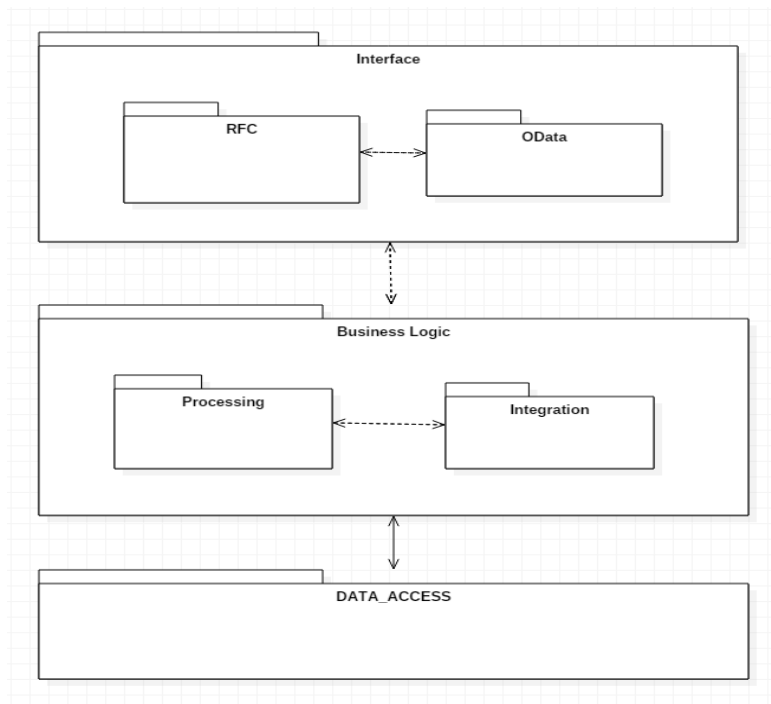 Interface
RFC
OData
Business Logic
Processing
Integration
DATA_ACCESS